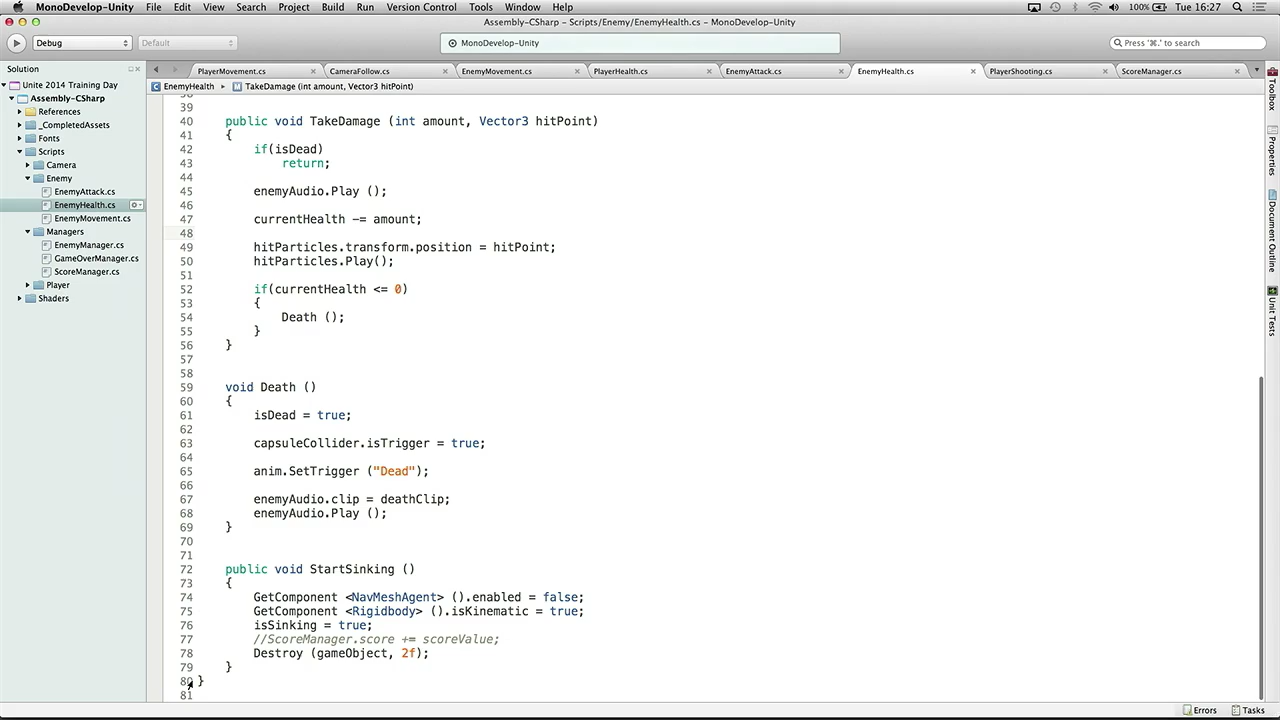 MonoDevelop-Unity File Edit View Search Project Build Run Version Control Tools Window Help 100% Tue 16:27
Assembly-CSharp – Scripts/Enemy/EnemyHealth.cs – MonoDevelop-Unity
Debug Default MonoDevelop-Unity Press '⌘.' to search
Solution PlayerMovement.cs CameraFollow.cs EnemyMovement.cs PlayerHealth.cs EnemyAttack.cs EnemyHealth.cs PlayerShooting.cs ScoreManager.cs
EnemyHealth TakeDamage (int amount, Vector3 hitPoint)
Unite 2014 Training Day
Assembly-CSharp
References
_CompletedAssets
Fonts
Scripts
Camera
Enemy
EnemyAttack.cs
EnemyHealth.cs
EnemyMovement.cs
Managers
EnemyManager.cs
GameOverManager.cs
ScoreManager.cs
Player
Shaders
39
40 public void TakeDamage (int amount, Vector3 hitPoint)
41 {
42 if(isDead)
43 return;
44
45 enemyAudio.Play ();
46
47 currentHealth -= amount;
48
49 hitParticles.transform.position = hitPoint;
50 hitParticles.Play();
51
52 if(currentHealth <= 0)
53 {
54 Death ();
55 }
56 }
57
58
59 void Death ()
60 {
61 isDead = true;
62
63 capsuleCollider.isTrigger = true;
64
65 anim.SetTrigger ("Dead");
66
67 enemyAudio.clip = deathClip;
68 enemyAudio.Play ();
69 }
70
71
72 public void StartSinking ()
73 {
74 GetComponent <NavMeshAgent> ().enabled = false;
75 GetComponent <Rigidbody> ().isKinematic = true;
76 isSinking = true;
77 //ScoreManager.score += scoreValue;
78 Destroy (gameObject, 2f);
79 }
80 }
81
Toolbox
Properties
Document Outline
Unit Tests
Errors Tasks